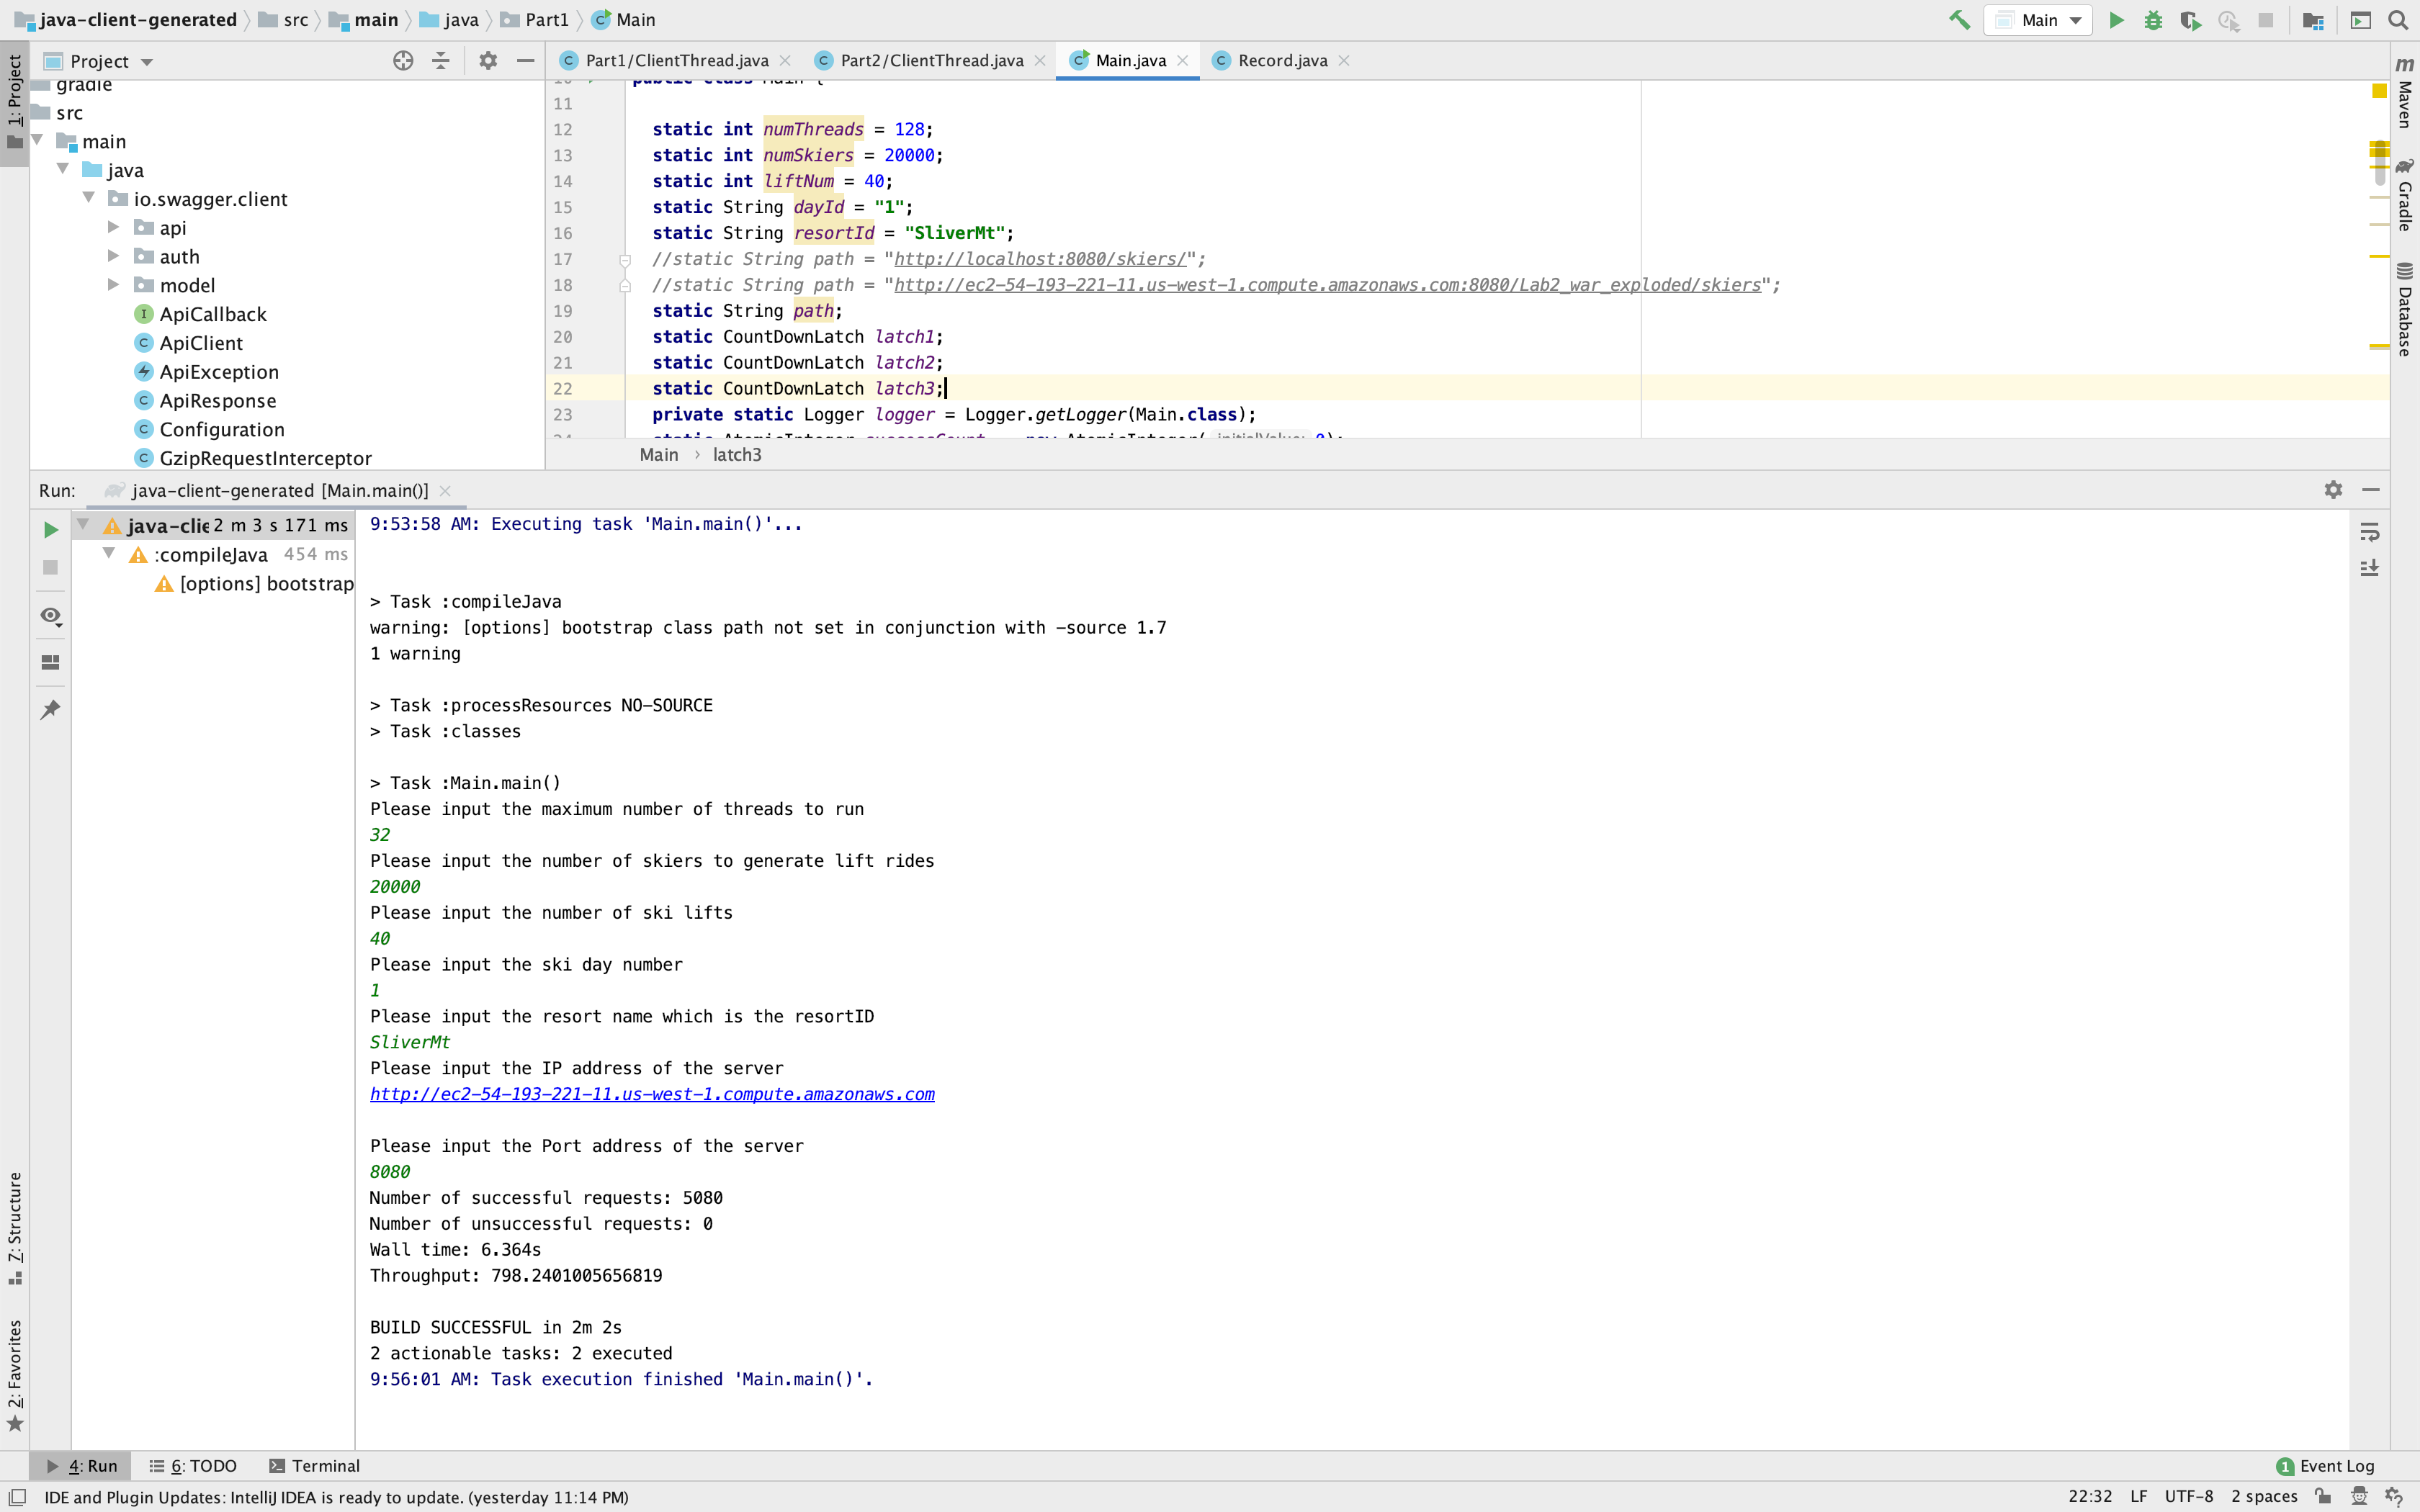 java-client-generated src main java Part1 Main
Main
1: Project
Project
gradle
src
main
java
io.swagger.client
api
auth
model
ApiCallback
ApiClient
ApiException
ApiResponse
Configuration
GzipRequestInterceptor
Part1/ClientThread.java
Part2/ClientThread.java
Main.java
Record.java
public class Main {
11
12 static int numThreads = 128;
13 static int numSkiers = 20000;
14 static int liftNum = 40;
15 static String dayId = "1";
16 static String resortId = "SliverMt";
17 //static String path = "http://localhost:8080/skiers/";
18 //static String path = "http://ec2-54-193-221-11.us-west-1.compute.amazonaws.com:8080/Lab2_war_exploded/skiers";
19 static String path;
20 static CountDownLatch latch1;
21 static CountDownLatch latch2;
22 static CountDownLatch latch3;
23 private static Logger logger = Logger.getLogger(Main.class);
24 static AtomicInteger successCount = new AtomicInteger( initialValue: 0);
Main › latch3
Maven
Gradle
Database
Run: java-client-generated [Main.main()]
java-clie 2 m 3 s 171 ms
:compileJava 454 ms
[options] bootstrap
9:53:58 AM: Executing task 'Main.main()'...
> Task :compileJava
warning: [options] bootstrap class path not set in conjunction with -source 1.7
1 warning
> Task :processResources NO-SOURCE
> Task :classes
> Task :Main.main()
Please input the maximum number of threads to run
32
Please input the number of skiers to generate lift rides
20000
Please input the number of ski lifts
40
Please input the ski day number
1
Please input the resort name which is the resortID
SliverMt
Please input the IP address of the server
http://ec2-54-193-221-11.us-west-1.compute.amazonaws.com
Please input the Port address of the server
8080
Number of successful requests: 5080
Number of unsuccessful requests: 0
Wall time: 6.364s
Throughput: 798.2401005656819
BUILD SUCCESSFUL in 2m 2s
2 actionable tasks: 2 executed
9:56:01 AM: Task execution finished 'Main.main()'.
7: Structure
2: Favorites
4: Run
6: TODO
Terminal
1 Event Log
IDE and Plugin Updates: IntelliJ IDEA is ready to update. (yesterday 11:14 PM)
22:32 LF UTF-8 2 spaces